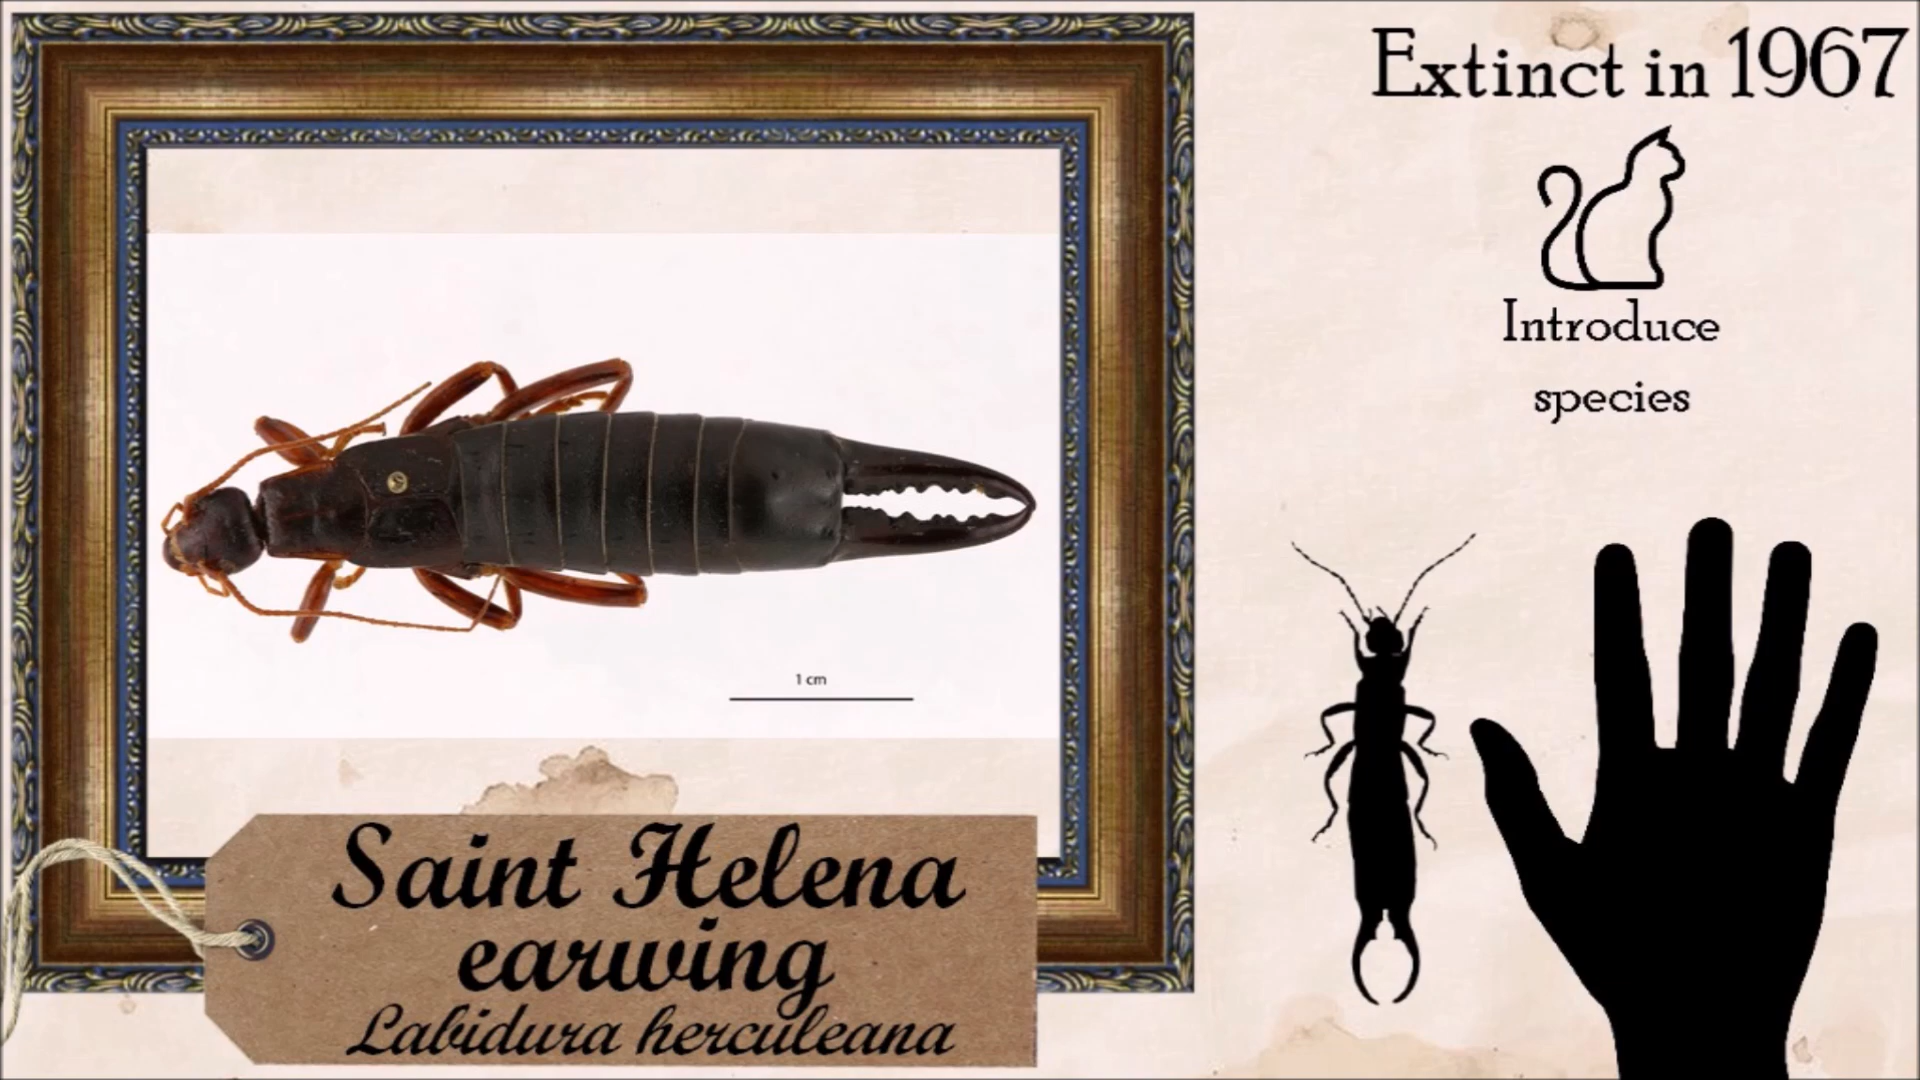 Extinct in 1967
Introduce
species
1 cm
Saint Helena
earwing
Labidura herculeana